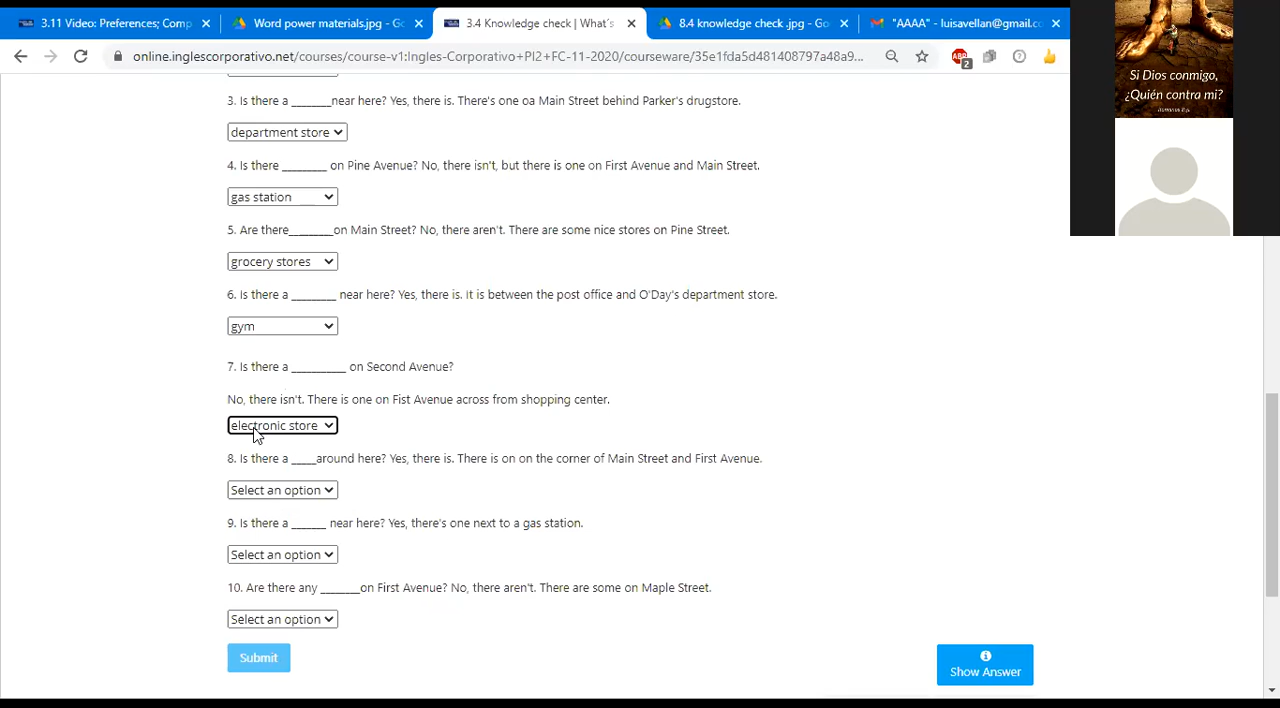 3.11 Video: Preferences; Comp
Word power materials.jpg - Go
3.4 Knowledge check | What's
8.4 knowledge check .jpg - Go
"AAAA" - luisavellan@gmail.co
online.inglescorporativo.net/courses/course-v1:Ingles-Corporativo+PI2+FC-11-2020/courseware/35e1fda5d481408797a48a9...
2
Si Dios conmigo,
¿Quién contra mi?
3. Is there a ________near here? Yes, there is. There's one oa Main Street behind Parker's drugstore.
department store
4. Is there _________ on Pine Avenue? No, there isn't, but there is one on First Avenue and Main Street.
gas station
5. Are there_________on Main Street? No, there aren't. There are some nice stores on Pine Street.
grocery stores
6. Is there a _________ near here? Yes, there is. It is between the post office and O'Day's department store.
gym
7. Is there a ___________ on Second Avenue?
No, there isn't. There is one on Fist Avenue across from shopping center.
electronic store
8. Is there a _____around here? Yes, there is. There is on on the corner of Main Street and First Avenue.
Select an option
9. Is there a _______ near here? Yes, there's one next to a gas station.
Select an option
10. Are there any ________on First Avenue? No, there aren't. There are some on Maple Street.
Select an option
Submit
Show Answer